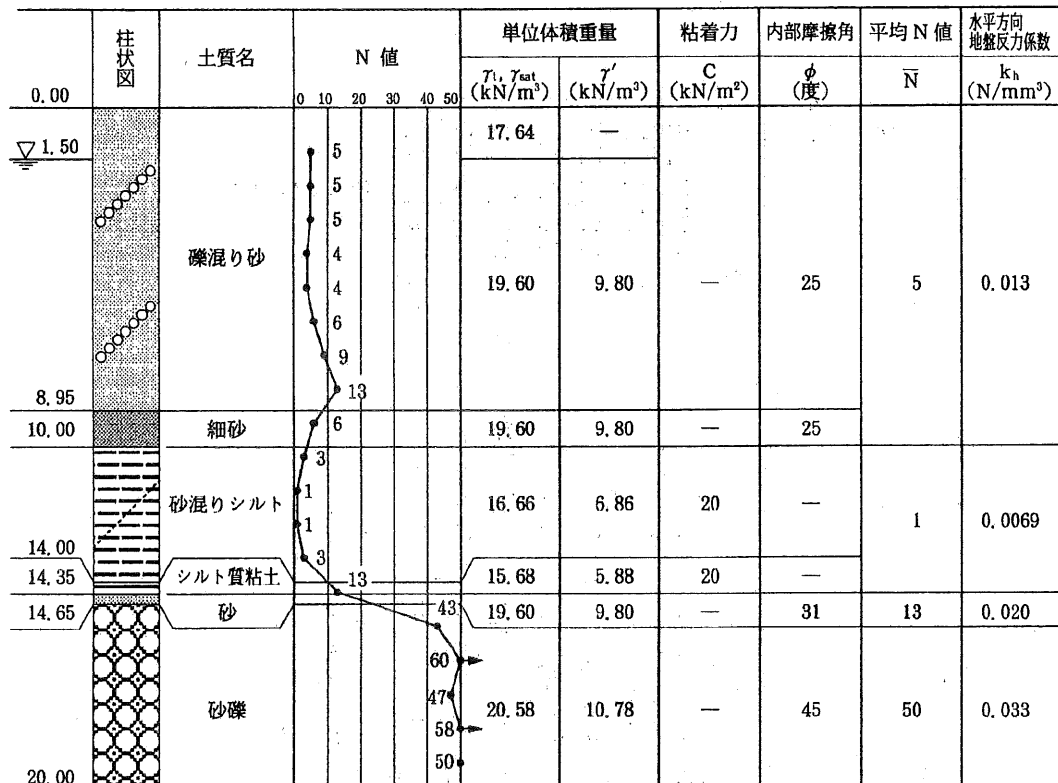 柱状図 土質名 N 値 単位体積重量 粘着力 内部摩擦角 平均 N 値 水平方向地盤反力係数
γt, γsat (kN/m³) γ′ (kN/m³) C (kN/m²) φ (度) N̅ kh (N/mm³)
0.00 0 10 20 30 40 50
17.64 —
1.50 5
5
5
4
礫混り砂 4 19.60 9.80 — 25 5 0.013
6
9
8.95 13
10.00 細砂 6 19.60 9.80 — 25
3
砂混りシルト 1 16.66 6.86 20 — 1 0.0069
1
14.00 3
14.35 シルト質粘土 13 15.68 5.88 20 —
14.65 砂 43 19.60 9.80 — 31 13 0.020
60
47
砂礫 58 20.58 10.78 — 45 50 0.033
50
20.00